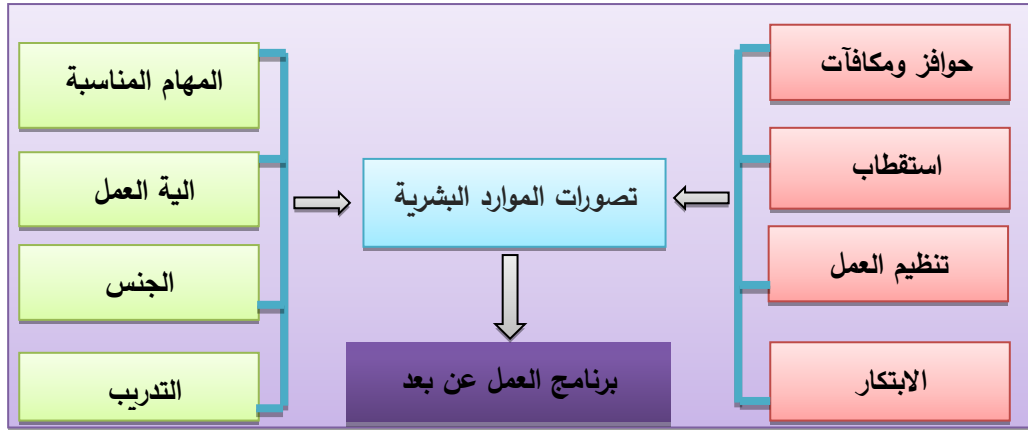 حوافز ومكافآت
استقطاب
تنظيم العمل
الابتكار
تصورات الموارد البشرية
برنامج العمل عن بعد
المهام المناسبة
الية العمل
الجنس
التدريب